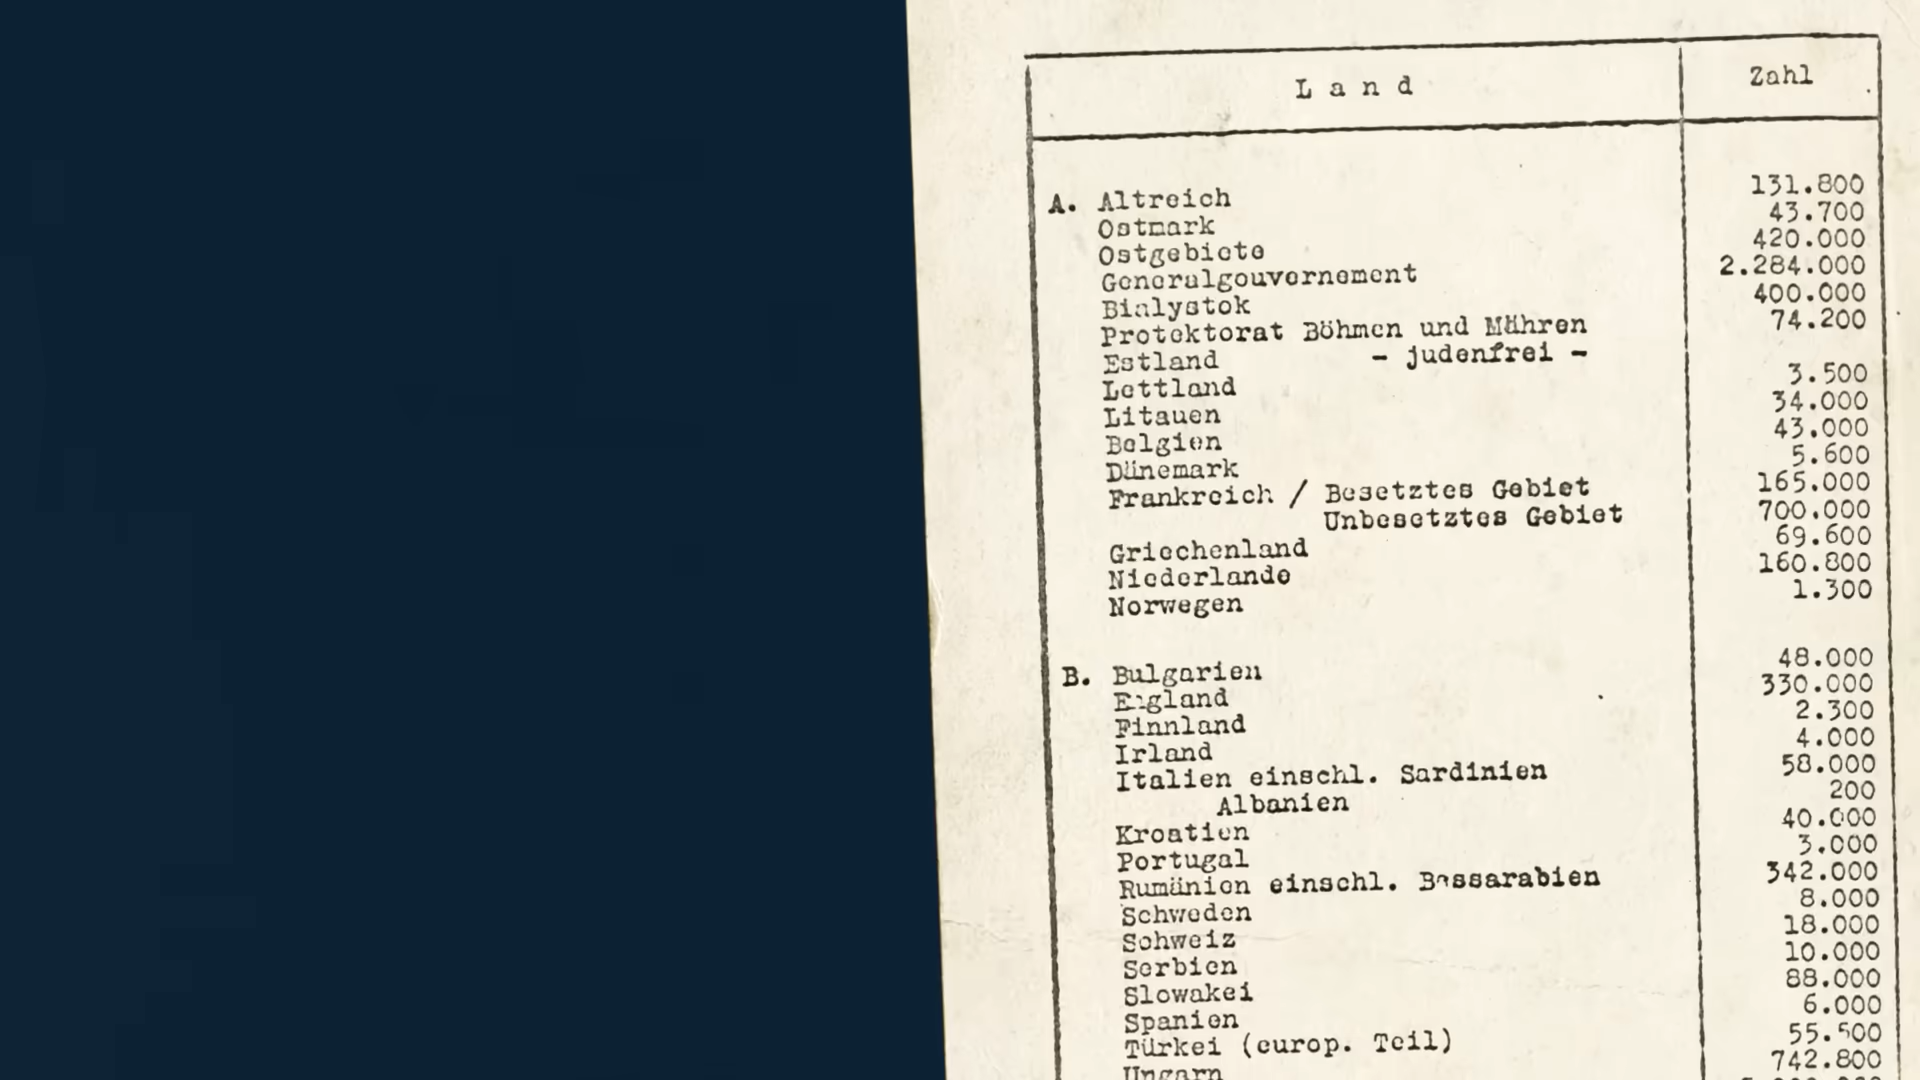 Land Zahl
A. Altreich 131.800
Ostmark 43.700
Ostgebiete 420.000
Generalgouvernement 2.284.000
Bialystok 400.000
Protektorat Böhmen und Mähren 74.200
Estland - judenfrei -
Lettland 3.500
Litauen 34.000
Belgien 43.000
Dänemark 5.600
Frankreich / Besetztes Gebiet 165.000
Unbesetztes Gebiet 700.000
Griechenland 69.600
Niederlande 160.800
Norwegen 1.300
B. Bulgarien 48.000
England 330.000
Finnland 2.300
Irland 4.000
Italien einschl. Sardinien 58.000
Albanien 200
Kroatien 40.000
Portugal 3.000
Rumänien einschl. Bessarabien 342.000
Schweden 8.000
Schweiz 18.000
Serbien 10.000
Slowakei 88.000
Spanien 6.000
Türkei (europ. Teil) 55.500
Ungarn 742.800